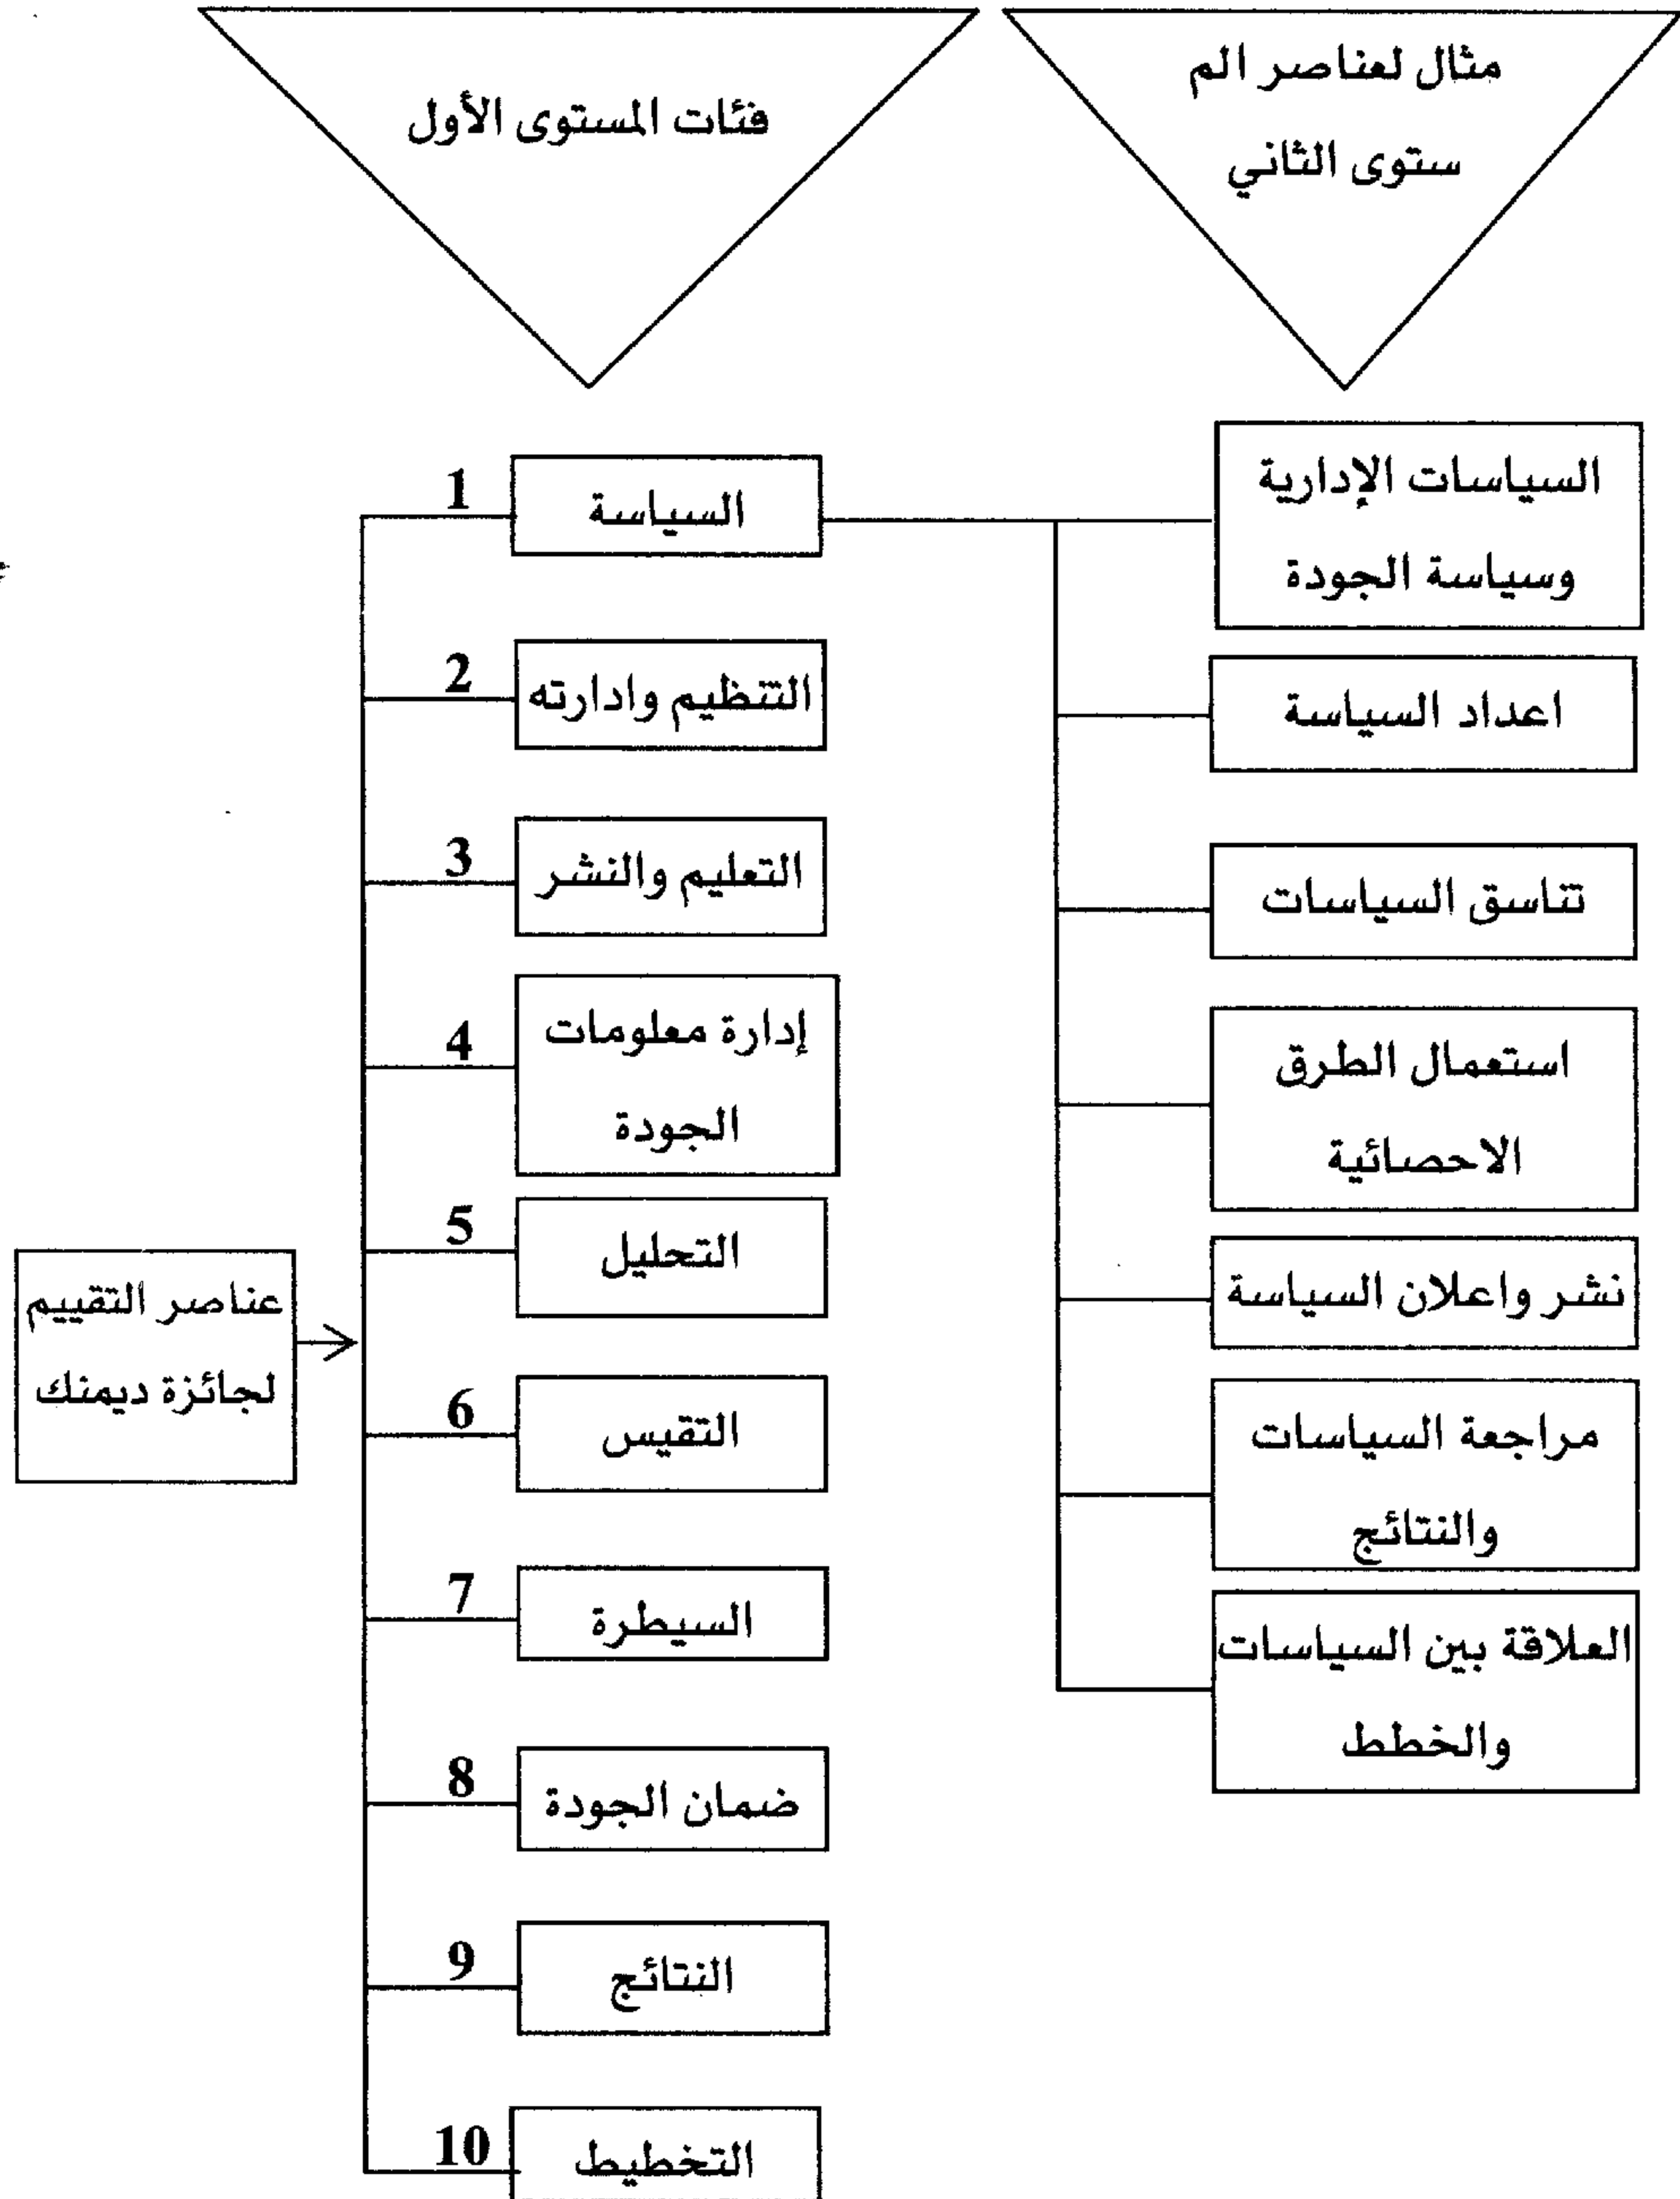 مثال لعناصر الم
ستوى الثاني
فئات المستوى الأول
عناصر التقييم
لجائزة ديمنك
1
السياسة
2
التنظيم وادارته
3
التعليم والنشر
4
إدارة معلومات
الجودة
5
التحليل
6
التقيس
7
السيطرة
8
ضمان الجودة
9
النتائج
10
التخطيط
السياسات الإدارية
وسياسة الجودة
اعداد السياسة
تناسق السياسات
استعمال الطرق
الاحصائية
نشر واعلان السياسة
مراجعة السياسات
والنتائج
العلاقة بين السياسات
والخطط